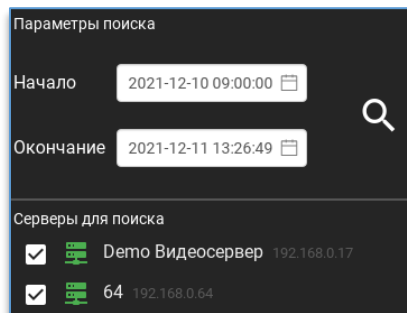 Параметры поиска
Начало 2021-12-10 09:00:00
Окончание 2021-12-11 13:26:49
Серверы для поиска
Demo Видеосервер 192.168.0.17
64 192.168.0.64